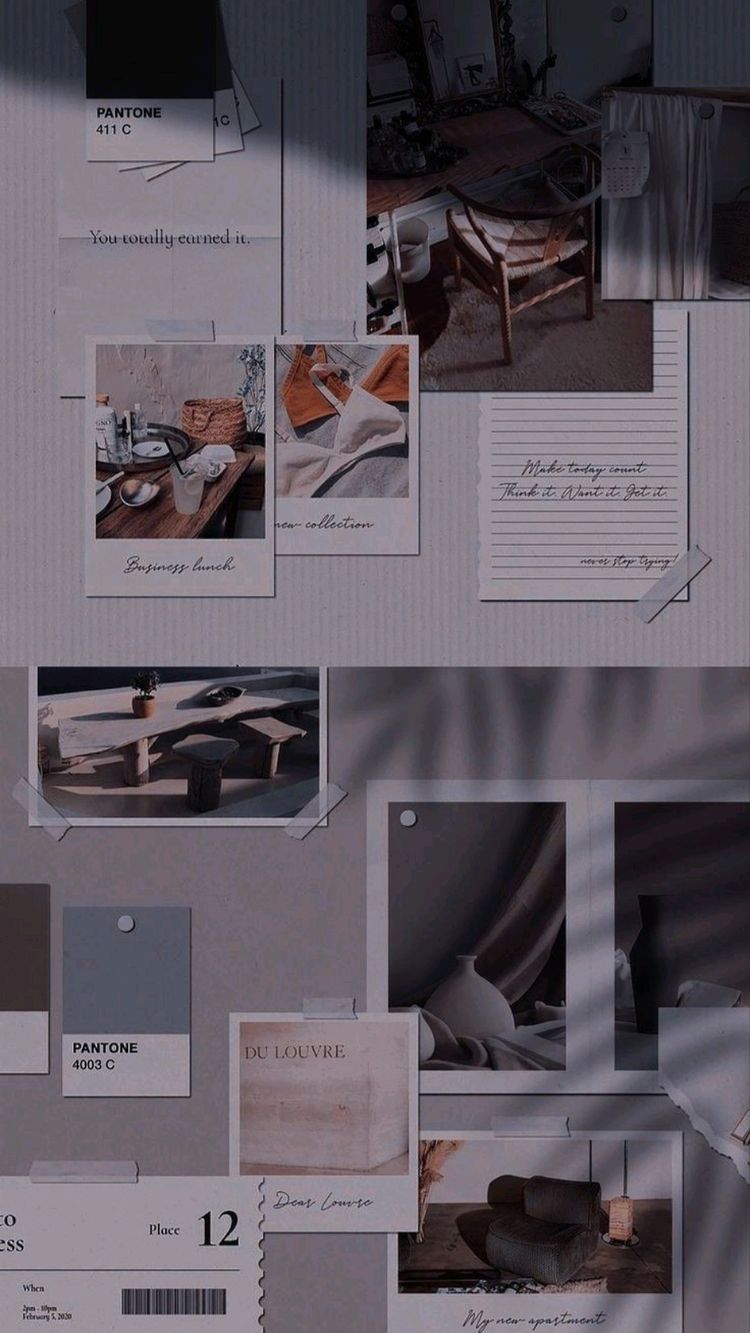 PANTONE
411 C
1C
You totally earned it.
GNO
Business lunch
new collection
Make today count
Think it. Want it. Get it.
never stop trying!
PANTONE
4003 C
DU LOUVRE
Dear Louvre
to
ess
Place 12
When
2pm - 10pm
February 5, 2020
My new apartment